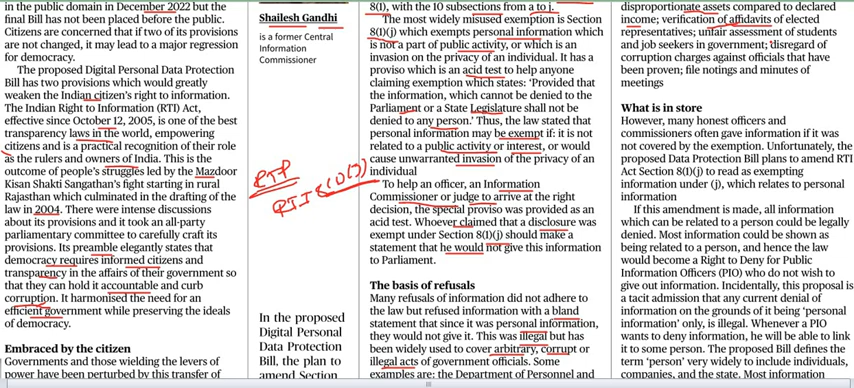 in the public domain in December 2022 but the
final Bill has not been placed before the public.
Citizens are concerned that if two of its provisions
are not changed, it may lead to a major regression
for democracy.
The proposed Digital Personal Data Protection
Bill has two provisions which would greatly
weaken the Indian citizen's right to information.
The Indian Right to Information (RTI) Act,
effective since October 12, 2005, is one of the best
transparency laws in the world, empowering
citizens and is a practical recognition of their role
as the rulers and owners of India. This is the
outcome of people's struggles led by the Mazdoor
Kisan Shakti Sangathan's fight starting in rural
Rajasthan which culminated in the drafting of the
law in 2004. There were intense discussions
about its provisions and it took an all-party
parliamentary committee to carefully craft its
provisions. Its preamble elegantly states that
democracy requires informed citizens and
transparency in the affairs of their government so
that they can hold it accountable and curb
corruption. It harmonised the need for an
efficient government while preserving the ideals
of democracy.
Embraced by the citizen
Governments and those wielding the levers of
power have been perturbed by this transfer of
Shailesh Gandhi
is a former Central
Information
Commissioner
RTI 8(1)(J)
In the proposed
Digital Personal
Data Protection
Bill, the plan to
amend Section
8(1), with the 10 subsections from a to j.
The most widely misused exemption is Section
8(1)(j) which exempts personal information which
is not a part of public activity, or which is an
invasion on the privacy of an individual. It has a
proviso which is an acid test to help anyone
claiming exemption which states: 'Provided that
the information, which cannot be denied to the
Parliament or a State Legislature shall not be
denied to any person.' Thus, the law stated that
personal information may be exempt if: it is not
related to a public activity or interest, or would
cause unwarranted invasion of the privacy of an
individual
To help an officer, an Information
Commissioner or judge to arrive at the right
decision, the special proviso was provided as an
acid test. Whoever claimed that a disclosure was
exempt under Section 8(1)(j) should make a
statement that he would not give this information
to Parliament.
The basis of refusals
Many refusals of information did not adhere to
the law but refused information with a bland
statement that since it was personal information,
they would not give it. This was illegal but has
been widely used to cover arbitrary, corrupt or
illegal acts of government officials. Some
examples are: the Department of Personnel and
disproportionate assets compared to declared
income; verification of affidavits of elected
representatives; unfair assessment of students
and job seekers in government; disregard of
corruption charges against officials that have
been proven; file notings and minutes of
meetings
What is in store
However, many honest officers and
commissioners often gave information if it was
not covered by the exemption. Unfortunately, the
proposed Data Protection Bill plans to amend RTI
Act Section 8(1)(j) to read as exempting
information under (j), which relates to personal
information
If this amendment is made, all information
which can be related to a person could be legally
denied. Most information could be shown as
being related to a person, and hence the law
would become a Right to Deny for Public
Information Officers (PIO) who do not wish to
give out information. Incidentally, this proposal is
a tacit admission that any current denial of
information on the grounds of it being 'personal
information' only, is illegal. Whenever a PIO
wants to deny information, he will be able to link
it to some person. The proposed Bill defines the
term 'person' very widely to include individuals,
companies, and the state. Most information